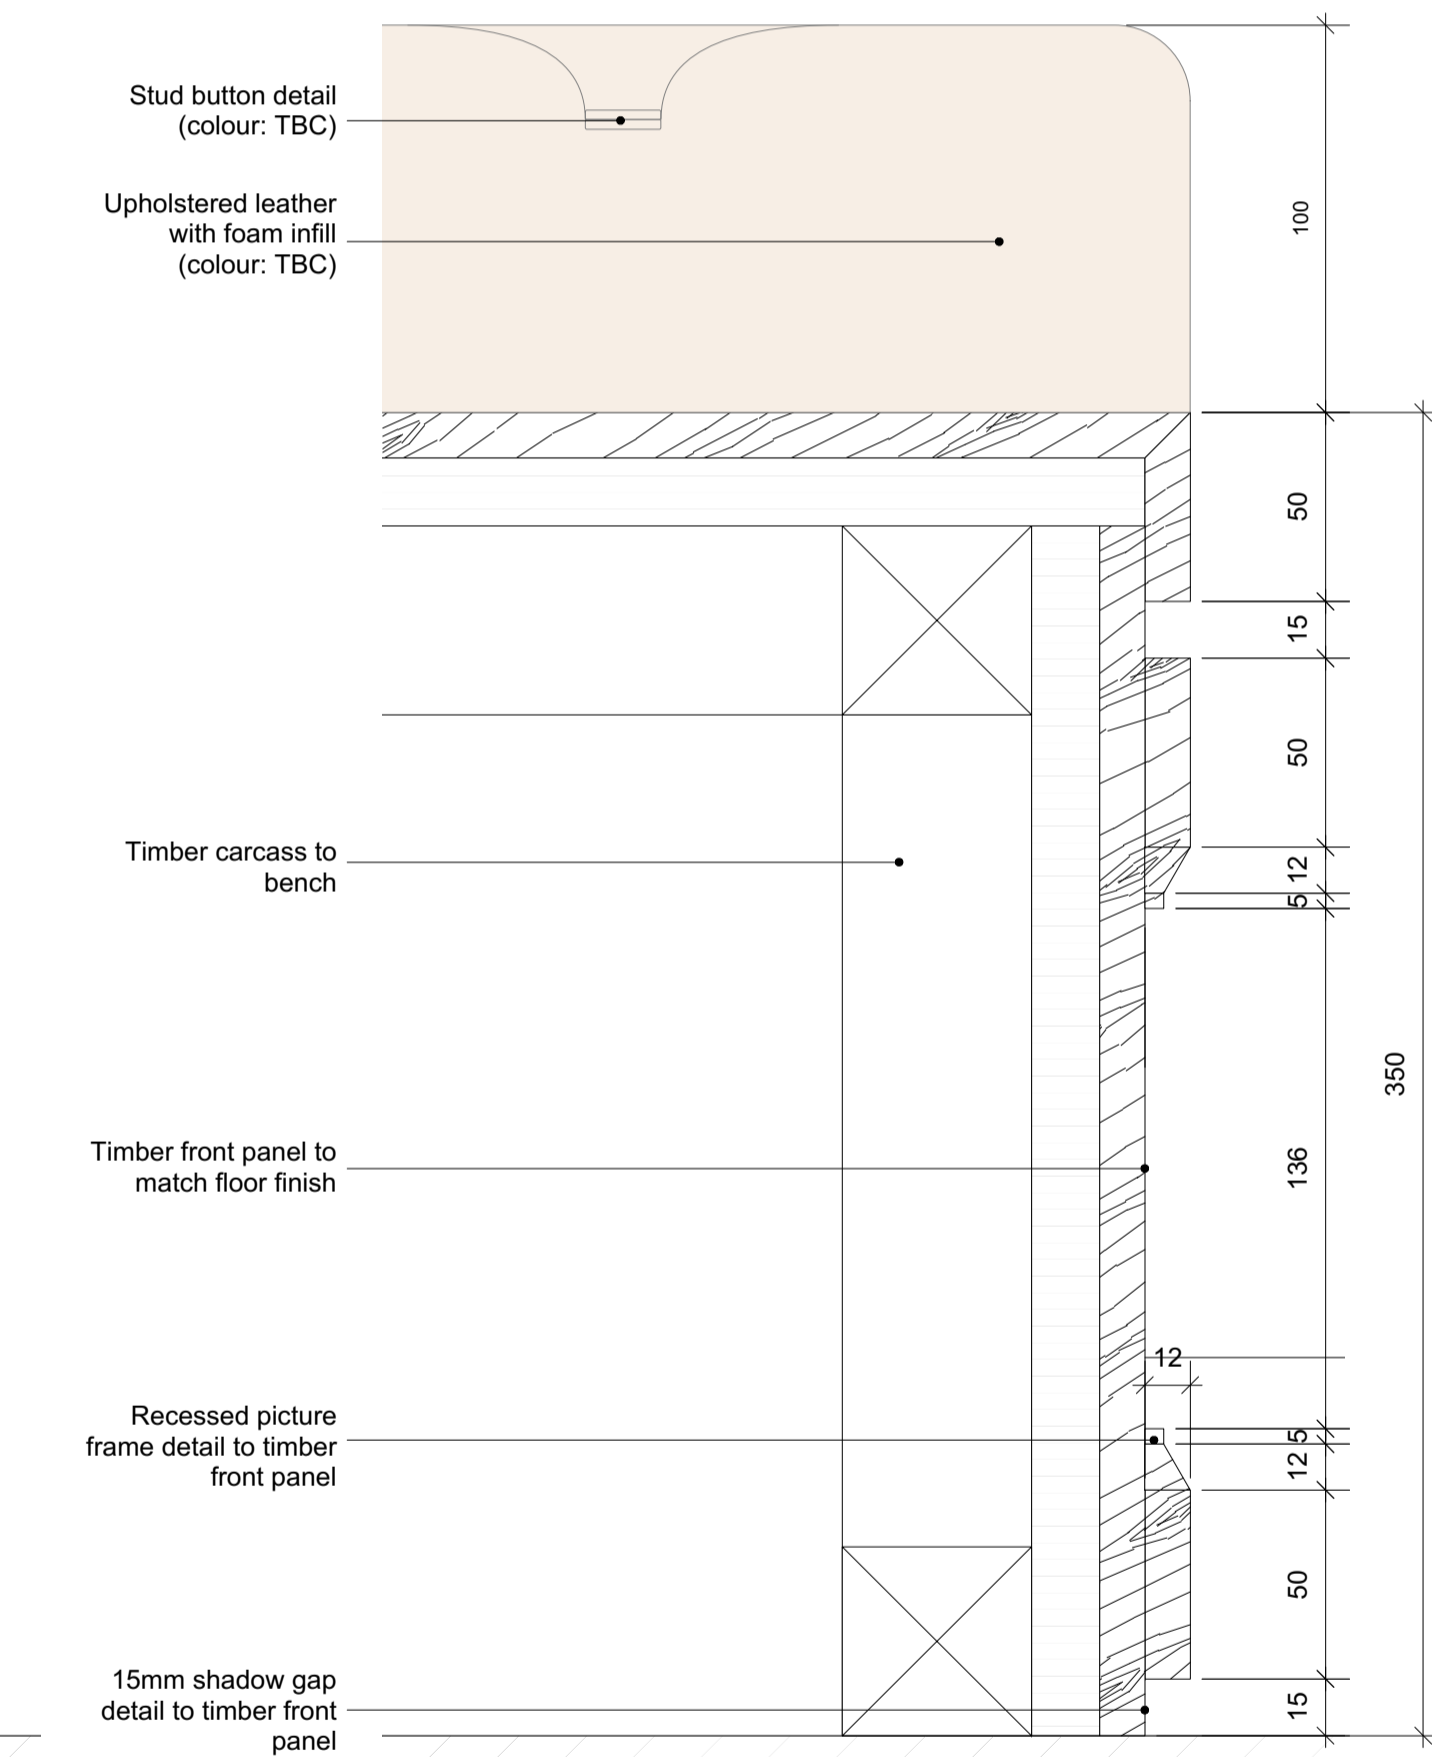 Stud button detail
(colour: TBC)
Upholstered leather
with foam infill
(colour: TBC)
100
50
15
50
Timber carcass to
bench
12
5
350
Timber front panel to
match floor finish
136
12
Recessed picture
frame detail to timber
front panel
5
12
50
15mm shadow gap
detail to timber front
panel
15